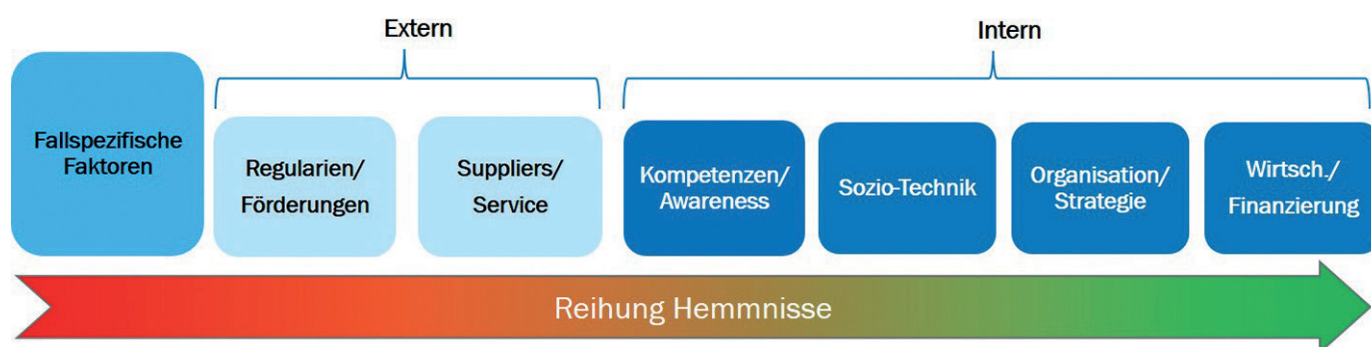 Extern
Intern
Fallspezifische
Faktoren
Regularien/
Förderungen
Suppliers/
Service
Kompetenzen/
Awareness
Sozio-Technik
Organisation/
Strategie
Wirtsch./
Finanzierung
Reihung Hemmnisse